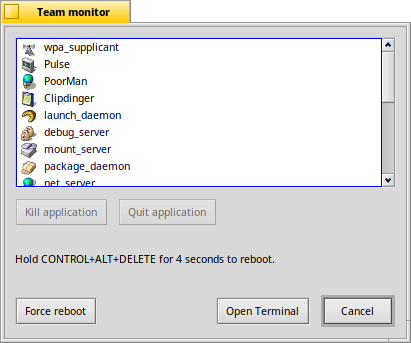 Team monitor
wpa_supplicant
Pulse
PoorMan
Clipdinger
launch_daemon
debug_server
mount_server
package_daemon
net_server
Kill application Quit application
Hold CONTROL+ALT+DELETE for 4 seconds to reboot.
Force reboot Open Terminal Cancel